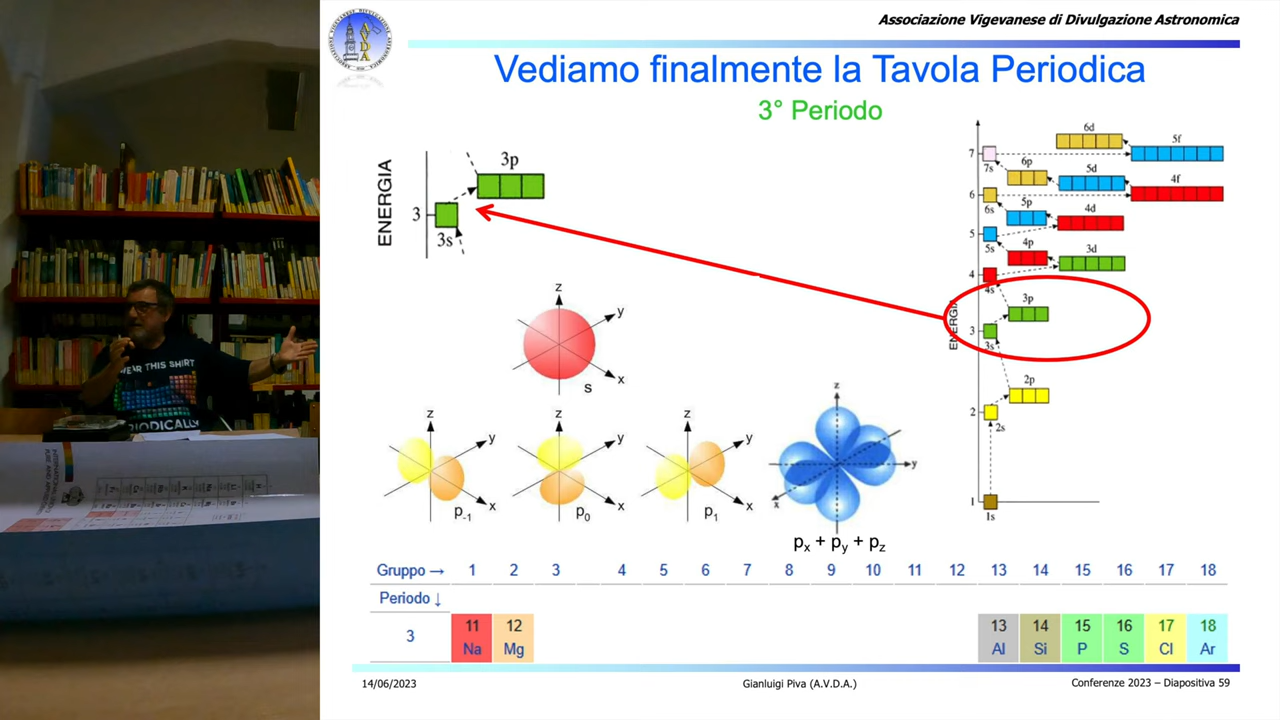 Associazione Vigevanese di Divulgazione Astronomica
Vediamo finalmente la Tavola Periodica
3° Periodo
ENERGIA
3
3s
3p
z
y
x
s
z
y
x
p-1
z
y
x
p0
z
y
x
p1
z
y
x
px + py + pz
ENERGIA
7
7s
6d
5f
6p
5d
4f
6
6s
5p
4d
5
5s
4p
3d
4
4s
3p
3
3s
2p
2
2s
1
1s
Gruppo → 1 2 3 4 5 6 7 8 9 10 11 12 13 14 15 16 17 18
Periodo ↓
3
11 12 13 14 15 16 17 18
Na Mg Al Si P S Cl Ar
14/06/2023
Gianluigi Piva (A.V.D.A.)
Conferenze 2023 – Diapositiva 59
WEAR THIS SHIRT